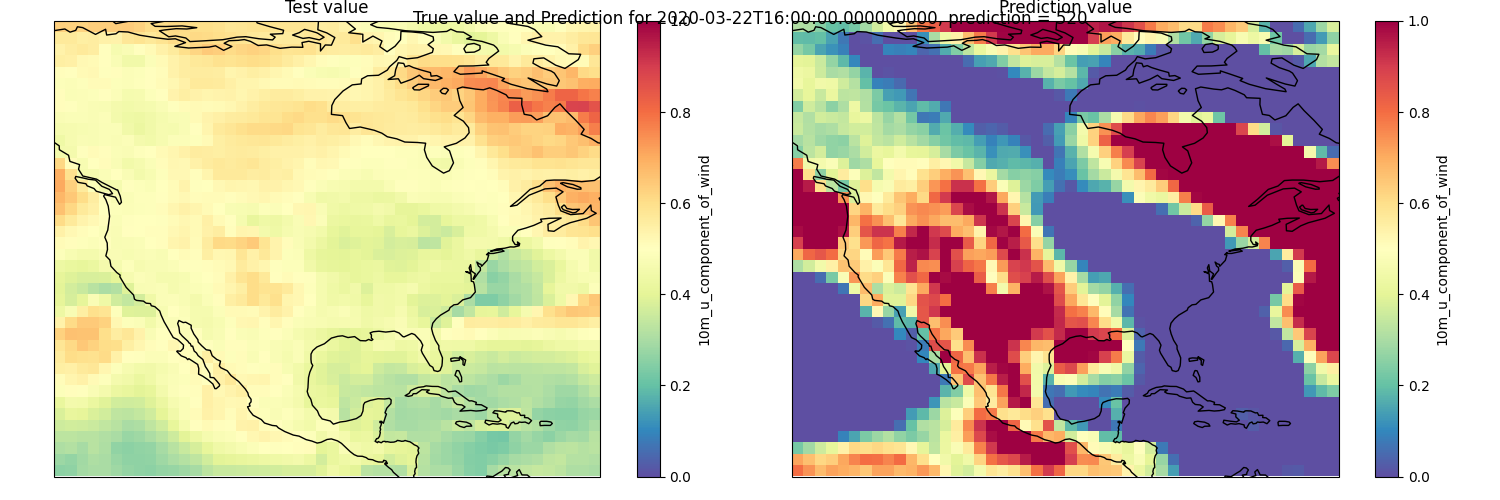 Test value
True value and Prediction for 2020-03-22T16:00:00.000000000 prediction = 520
Prediction value
1.0
0.8
0.6
0.4
0.2
0.0
10m_u_component_of_wind
1.0
0.8
0.6
0.4
0.2
0.0
10m_u_component_of_wind